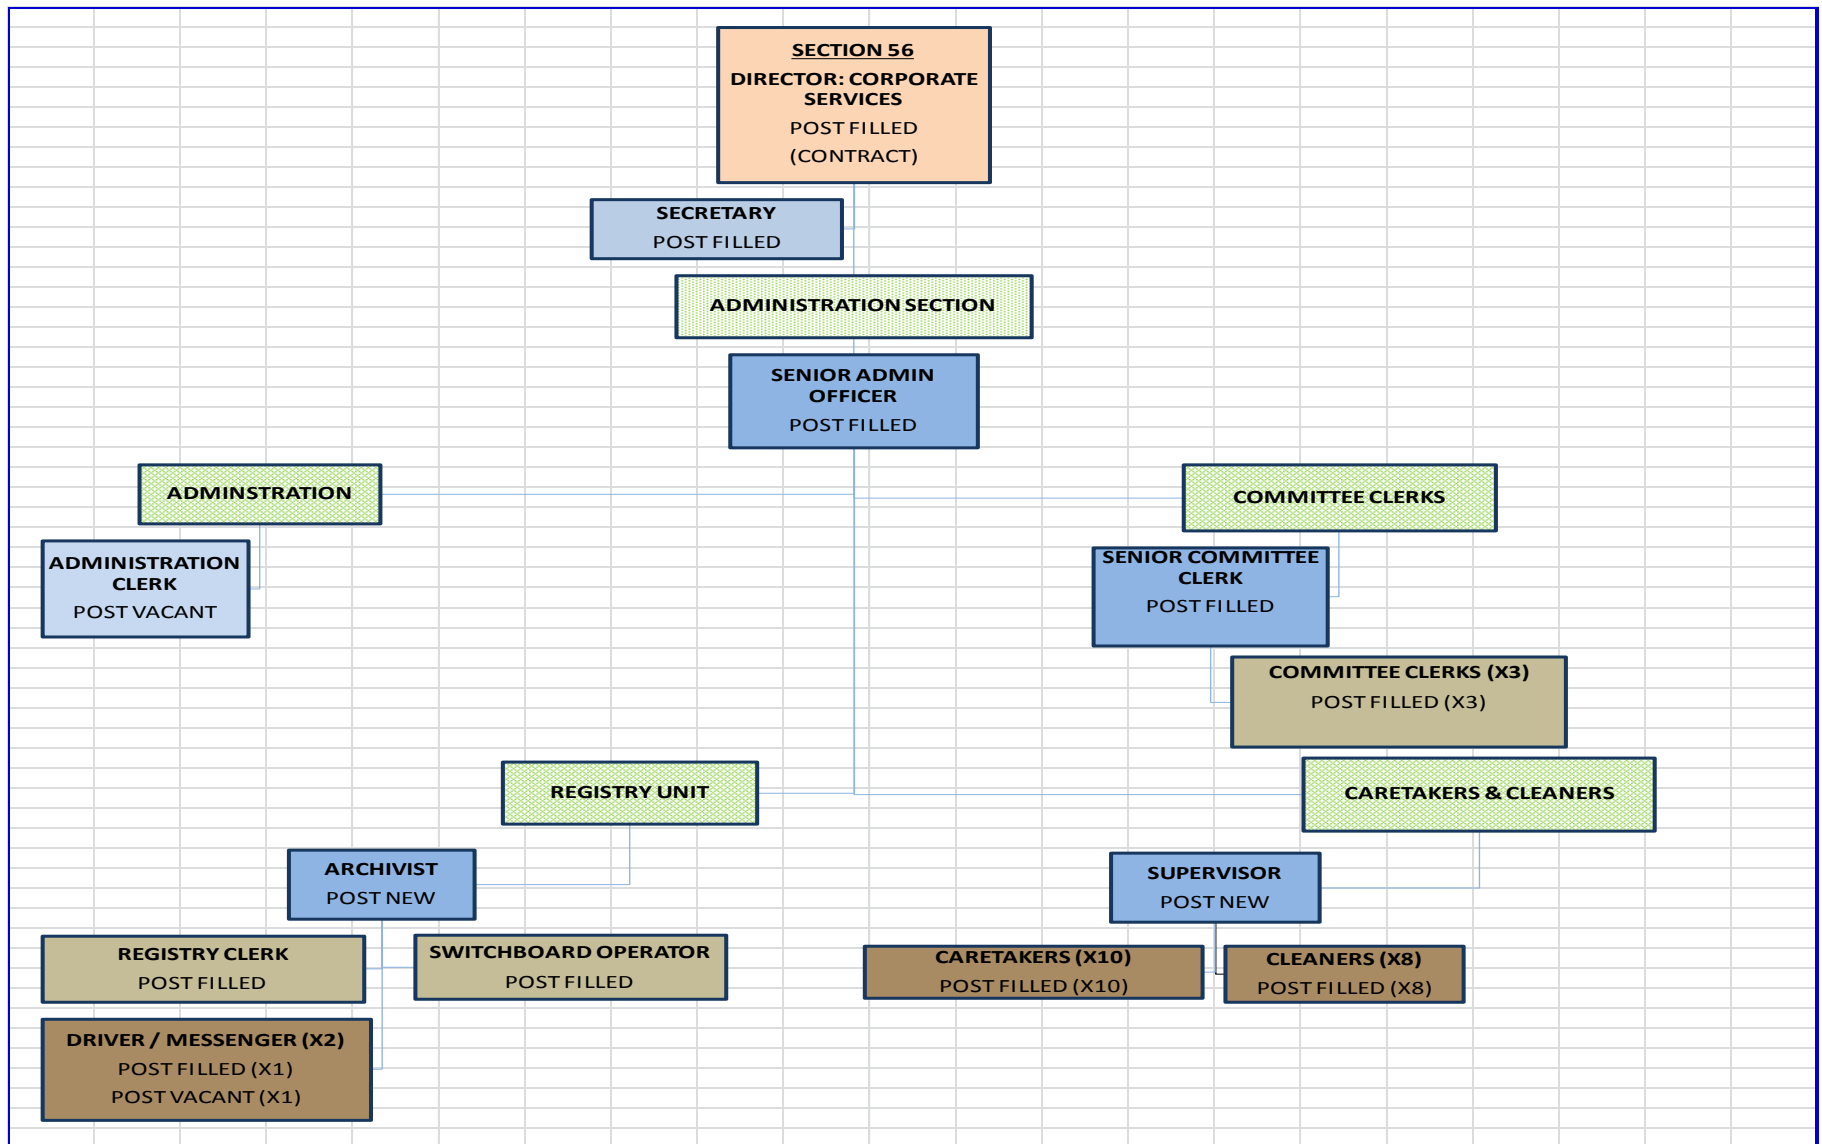 SECTION 56
DIRECTOR: CORPORATE
SERVICES
POST FILLED
(CONTRACT)
SECRETARY
POST FILLED
ADMINISTRATION SECTION
SENIOR ADMIN
OFFICER
POST FILLED
ADMINSTRATION
COMMITTEE CLERKS
ADMINISTRATION
CLERK
POST VACANT
SENIOR COMMITTEE
CLERK
POST FILLED
COMMITTEE CLERKS (X3)
POST FILLED (X3)
REGISTRY UNIT
CARETAKERS & CLEANERS
ARCHIVIST
POST NEW
SUPERVISOR
POST NEW
REGISTRY CLERK
POST FILLED
SWITCHBOARD OPERATOR
POST FILLED
CARETAKERS (X10)
POST FILLED (X10)
CLEANERS (X8)
POST FILLED (X8)
DRIVER / MESSENGER (X2)
POST FILLED (X1)
POST VACANT (X1)